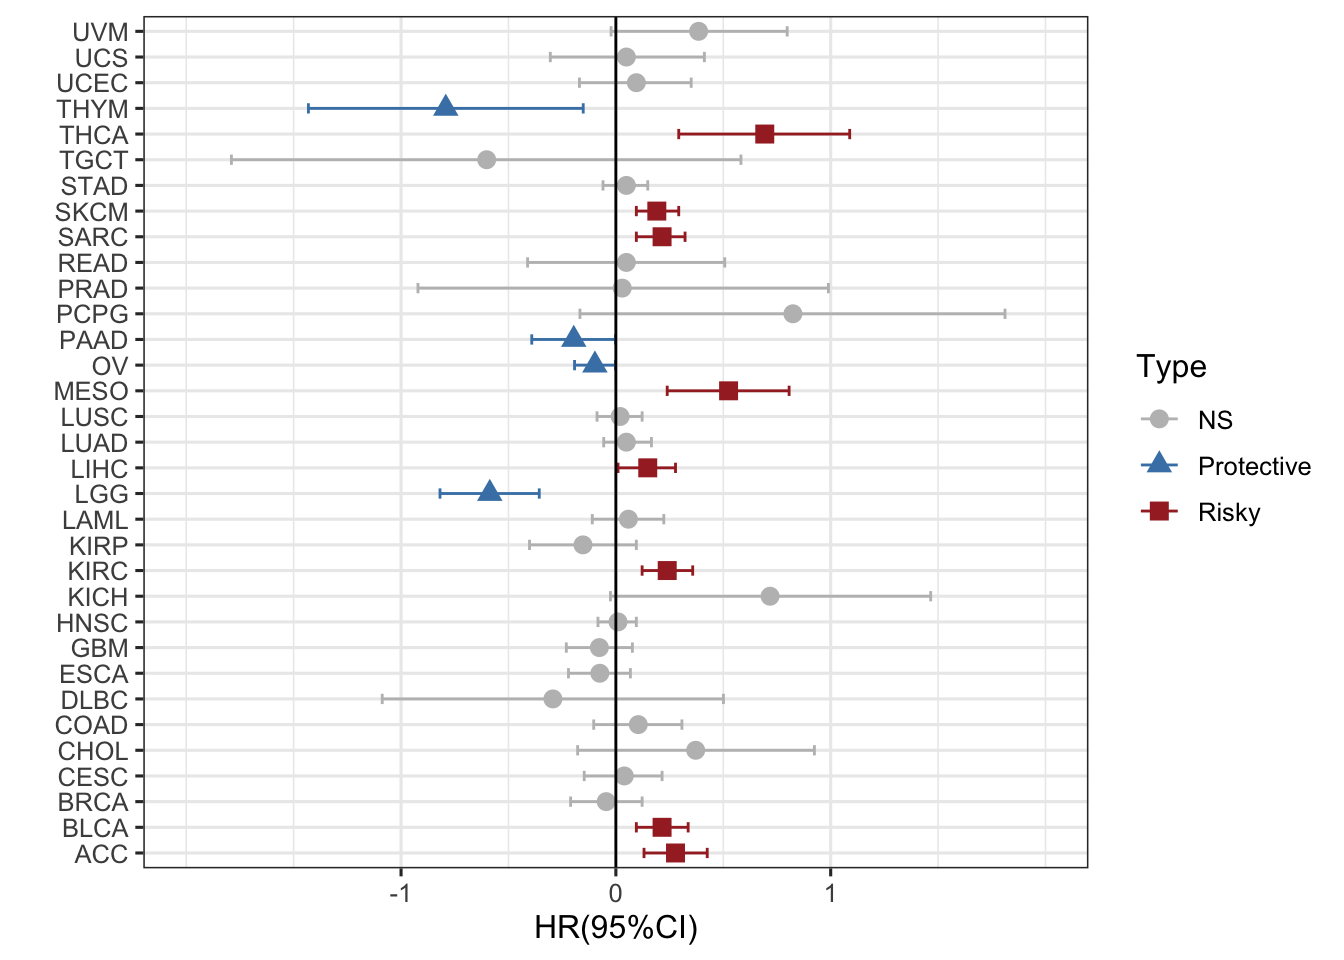 UVM
UCS
UCEC
THYM
THCA
TGCT
STAD
SKCM
SARC
READ
PRAD
PCPG
PAAD
OV
MESO
LUSC
LUAD
LIHC
LGG
LAML
KIRP
KIRC
KICH
HNSC
GBM
ESCA
DLBC
COAD
CHOL
CESC
BRCA
BLCA
ACC
-1 0 1
HR(95%CI)
Type
NS
Protective
Risky